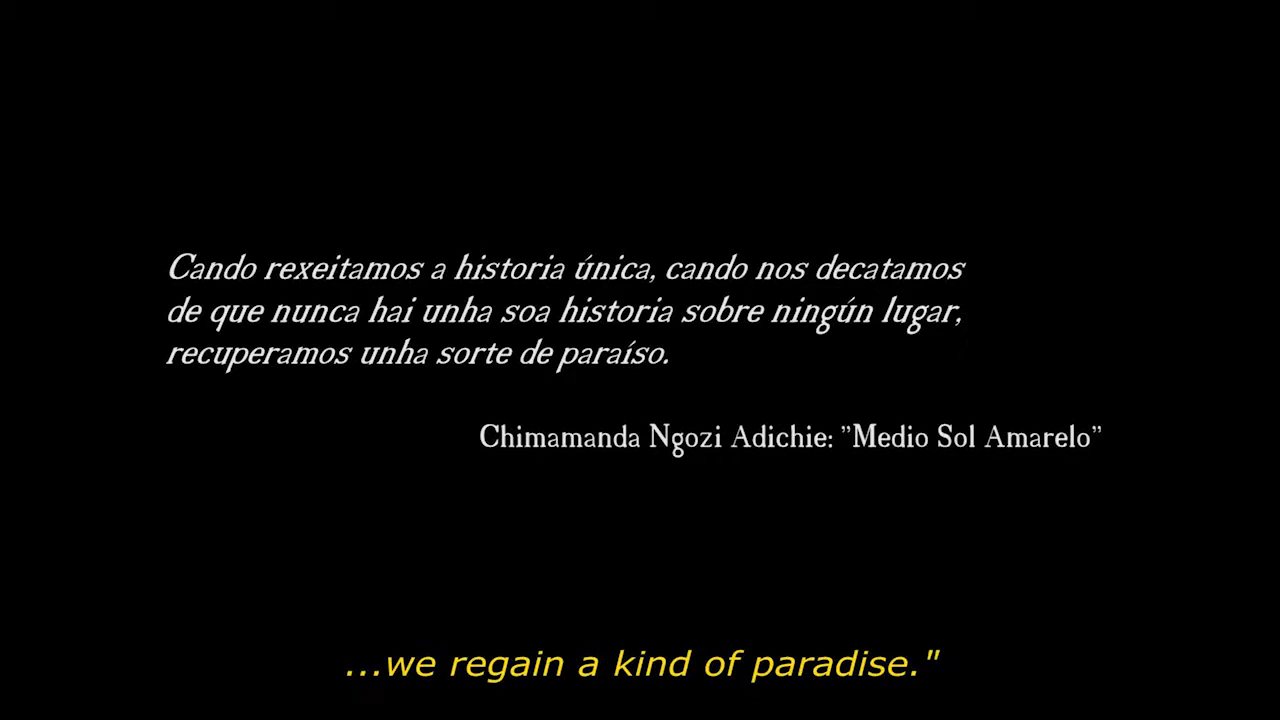 Cando rexeitamos a historia única, cando nos decatamos
de que nunca hai unha soa historia sobre ningún lugar,
recuperamos unha sorte de paraíso.
Chimamanda Ngozi Adichie: ”Medio Sol Amarelo”
...we regain a kind of paradise."